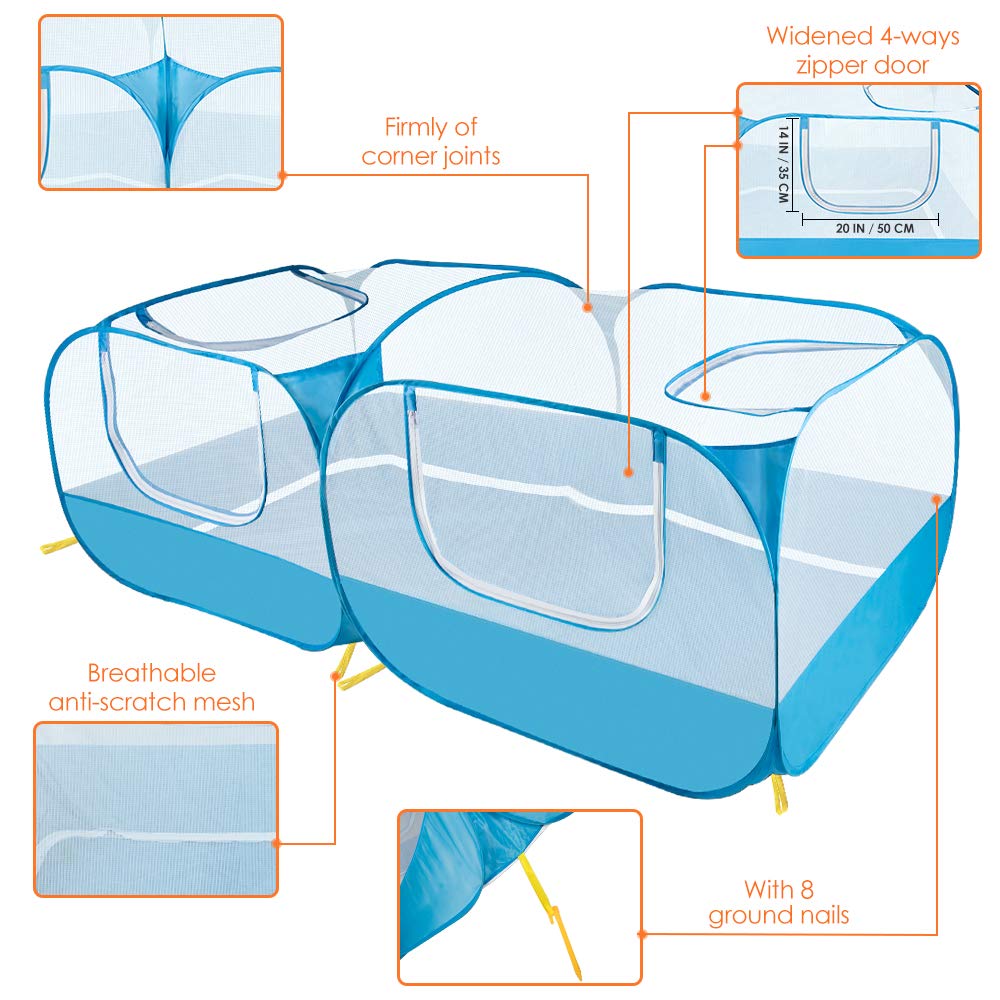 Widened 4-ways
zipper door
14 IN / 35 CM
20 IN / 50 CM
Firmly of
corner joints
Breathable
anti-scratch mesh
With 8
ground nails